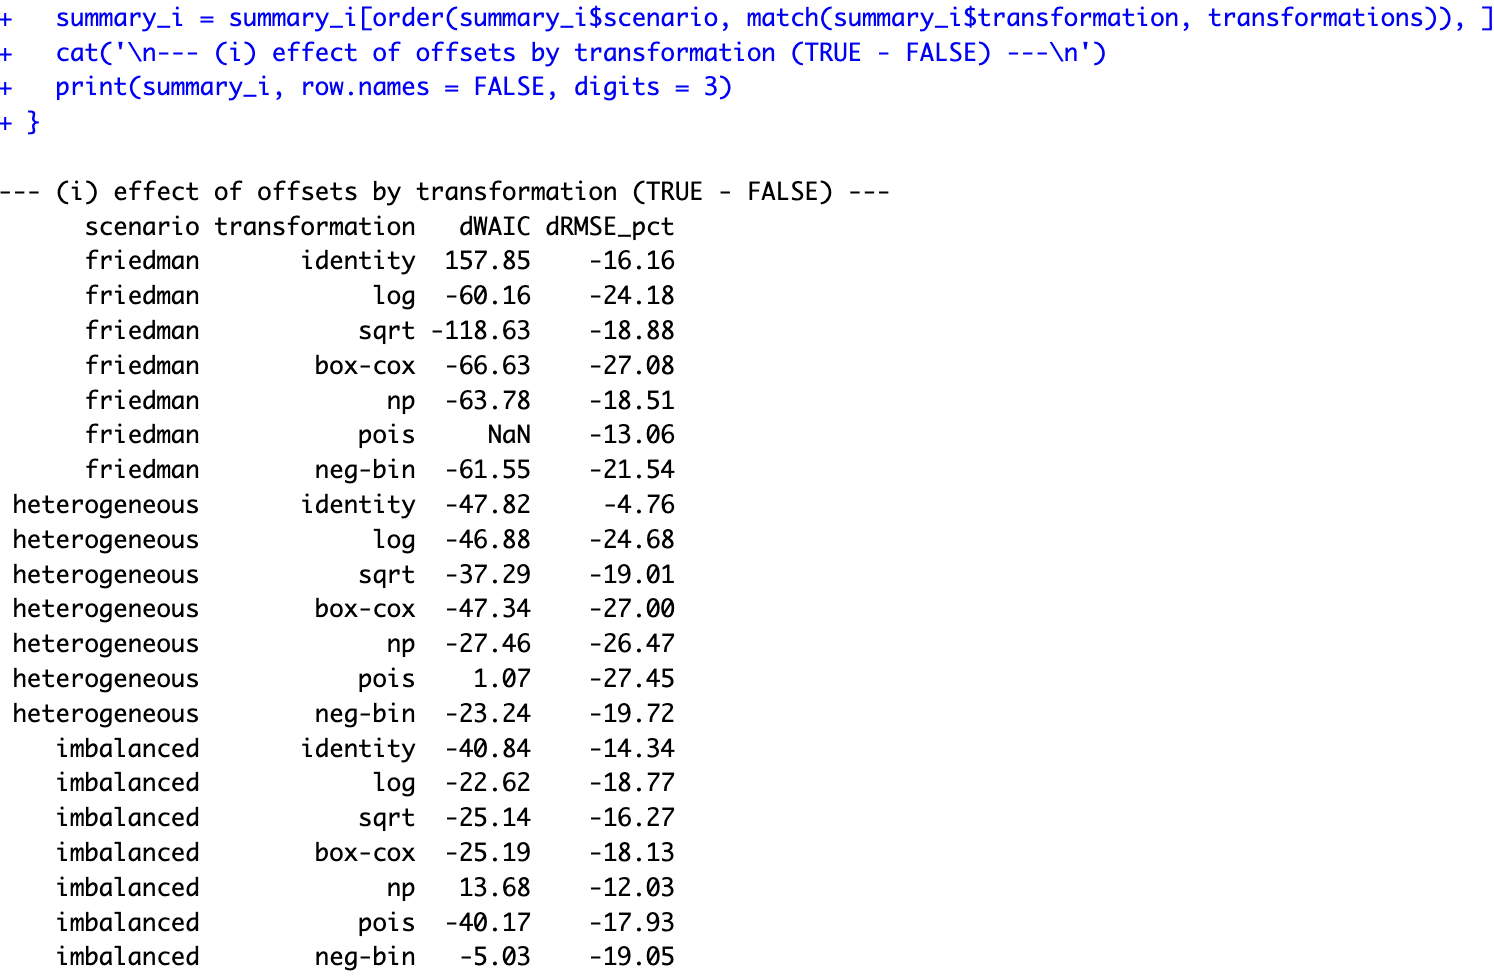 +   summary_i = summary_i[order(summary_i$scenario, match(summary_i$transformation, transformations)), ]
+   cat('\n--- (i) effect of offsets by transformation (TRUE - FALSE) ---\n')
+   print(summary_i, row.names = FALSE, digits = 3)
+ }

--- (i) effect of offsets by transformation (TRUE - FALSE) ---
      scenario transformation   dWAIC dRMSE_pct
      friedman       identity  157.85    -16.16
      friedman            log  -60.16    -24.18
      friedman           sqrt -118.63    -18.88
      friedman        box-cox  -66.63    -27.08
      friedman             np  -63.78    -18.51
      friedman           pois     NaN    -13.06
      friedman        neg-bin  -61.55    -21.54
 heterogeneous       identity  -47.82     -4.76
 heterogeneous            log  -46.88    -24.68
 heterogeneous           sqrt  -37.29    -19.01
 heterogeneous        box-cox  -47.34    -27.00
 heterogeneous             np  -27.46    -26.47
 heterogeneous           pois    1.07    -27.45
 heterogeneous        neg-bin  -23.24    -19.72
    imbalanced       identity  -40.84    -14.34
    imbalanced            log  -22.62    -18.77
    imbalanced           sqrt  -25.14    -16.27
    imbalanced        box-cox  -25.19    -18.13
    imbalanced             np   13.68    -12.03
    imbalanced           pois  -40.17    -17.93
    imbalanced        neg-bin   -5.03    -19.05